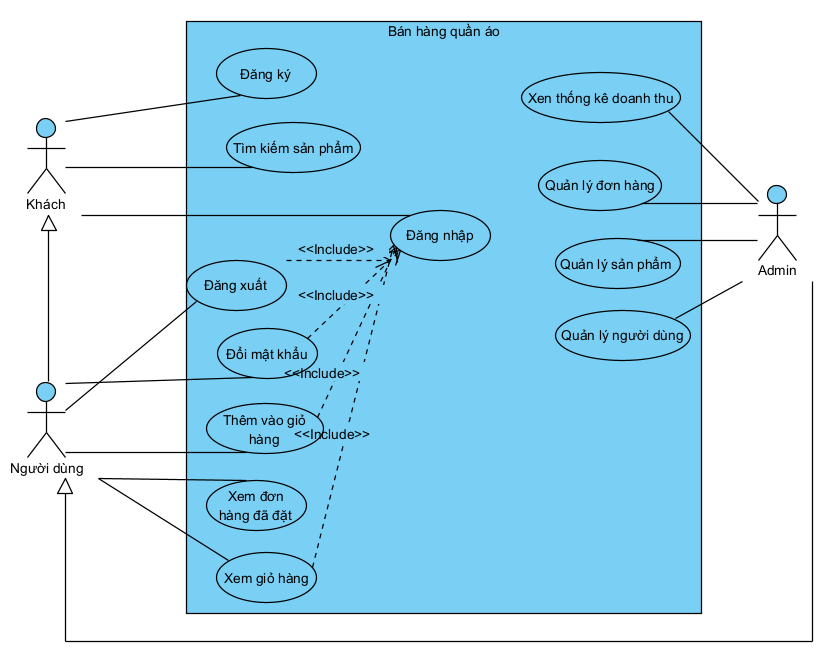 Bán hàng quần áo
Đăng ký
Xen thống kê doanh thu
Tìm kiếm sản phẩm
Khách
Quản lý đơn hàng
Đăng nhập
<<Include>>
Admin
Quản lý sản phẩm
Đăng xuất
<<Include>>
Quản lý người dùng
Đổi mật khẩu
<<Include>>
Thêm vào giỏ
hàng
<<Include>>
Người dùng
Xem đơn
hàng đã đặt
Xem giỏ hàng